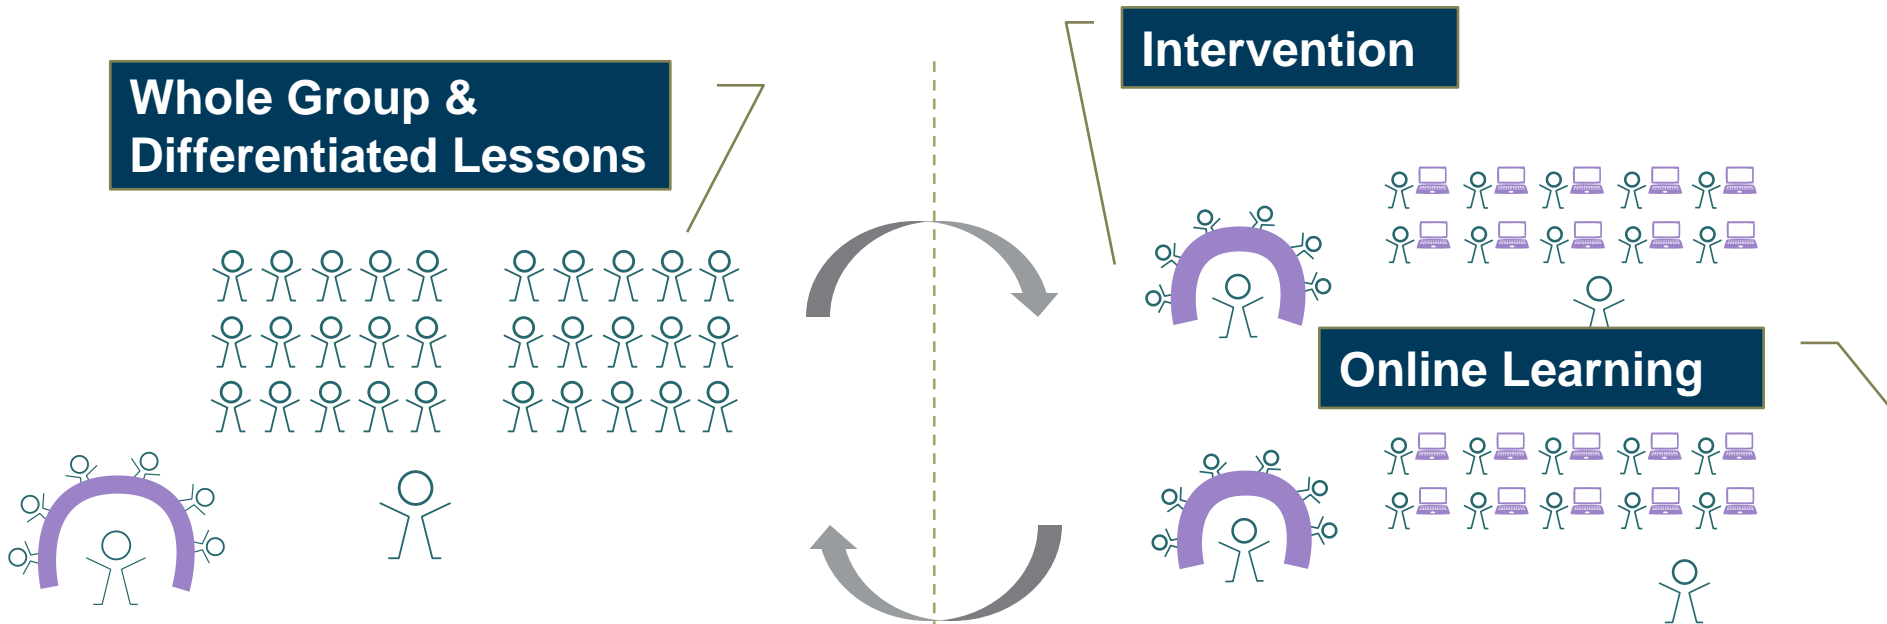 Whole Group &
Differentiated Lessons
Intervention
Online Learning